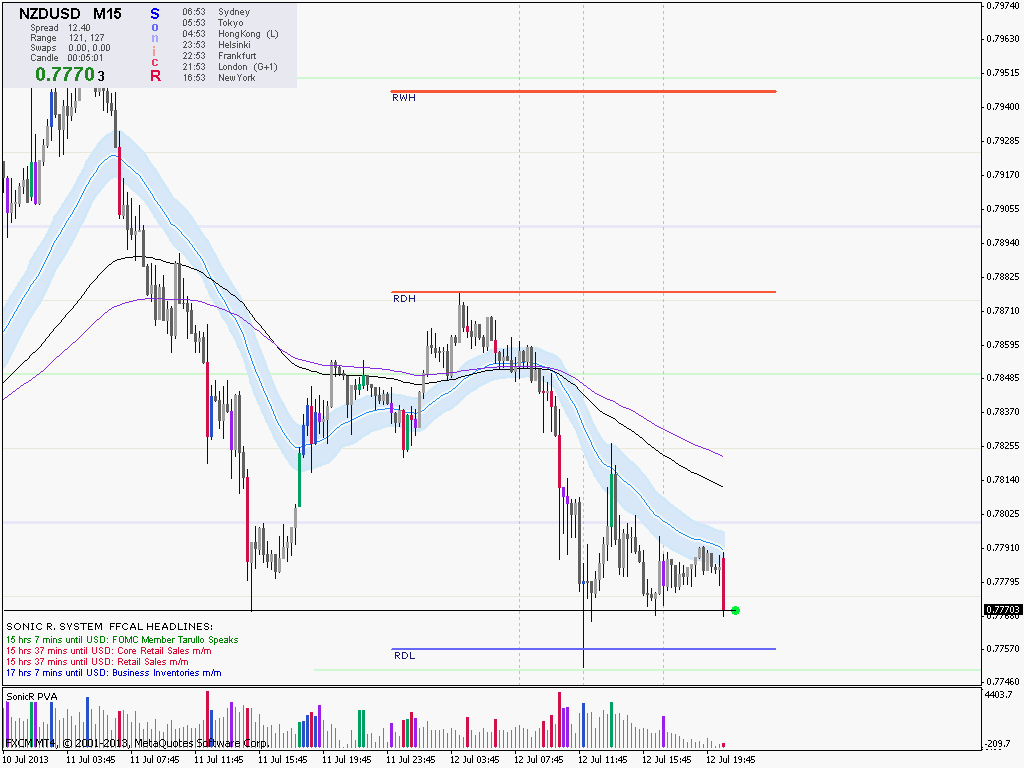 NZDUSD M15
Spread 12.40
Range 121, 127
Swaps 0.00, 0.00
Candle 00:05:01
0.77703
S
o
n
i
c
R
06:53 Sydney
05:53 Tokyo
04:53 HongKong (L)
23:53 Helsinki
22:53 Frankfurt
21:53 London (G+1)
16:53 NewYork
RWH
RDH
RDL
0.79740
0.79630
0.79515
0.79400
0.79285
0.79170
0.79055
0.78940
0.78825
0.78710
0.78595
0.78485
0.78370
0.78255
0.78140
0.78025
0.77910
0.77795
0.77703
0.77680
0.77570
0.77460
SONIC R. SYSTEM FFCAL HEADLINES:
15 hrs 7 mins until USD: FOMC Member Tarullo Speaks
15 hrs 37 mins until USD: Core Retail Sales m/m
15 hrs 37 mins until USD: Retail Sales m/m
17 hrs 7 mins until USD: Business Inventories m/m
SonicR PVA
4403.7
-209.7
FXCM MT4, © 2001-2013, MetaQuotes Software Corp.
10 Jul 2013 11 Jul 03:45 11 Jul 07:45 11 Jul 11:45 11 Jul 15:45 11 Jul 19:45 11 Jul 23:45 12 Jul 03:45 12 Jul 07:45 12 Jul 11:45 12 Jul 15:45 12 Jul 19:45